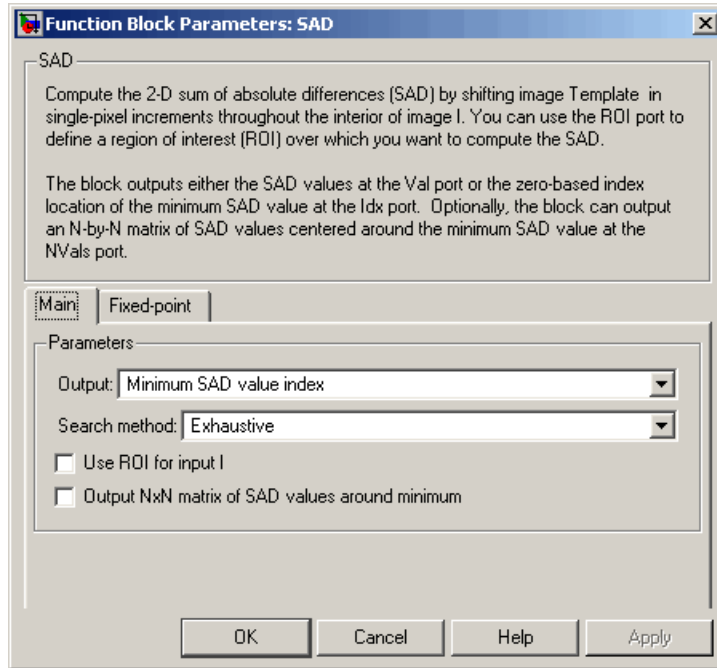 Function Block Parameters: SAD
SAD
Compute the 2-D sum of absolute differences (SAD) by shifting image Template in
single-pixel increments throughout the interior of image I. You can use the ROI port to
define a region of interest (ROI) over which you want to compute the SAD.
The block outputs either the SAD values at the Val port or the zero-based index
location of the minimum SAD value at the Idx port. Optionally, the block can output
an N-by-N matrix of SAD values centered around the minimum SAD value at the
NVals port.
Main Fixed-point
Parameters
Output: Minimum SAD value index
Search method: Exhaustive
Use ROI for input I
Output NxN matrix of SAD values around minimum
OK Cancel Help Apply